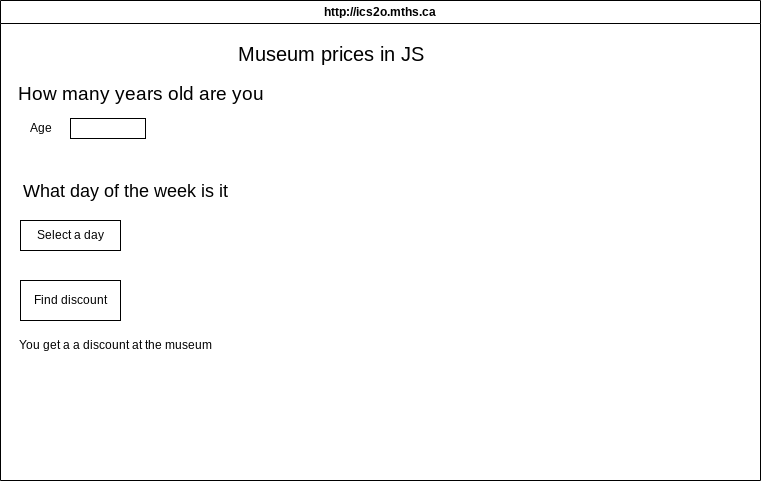 http://ics2o.mths.ca
Museum prices in JS
How many years old are you
Age
What day of the week is it
Select a day
Find discount
You get a a discount at the museum